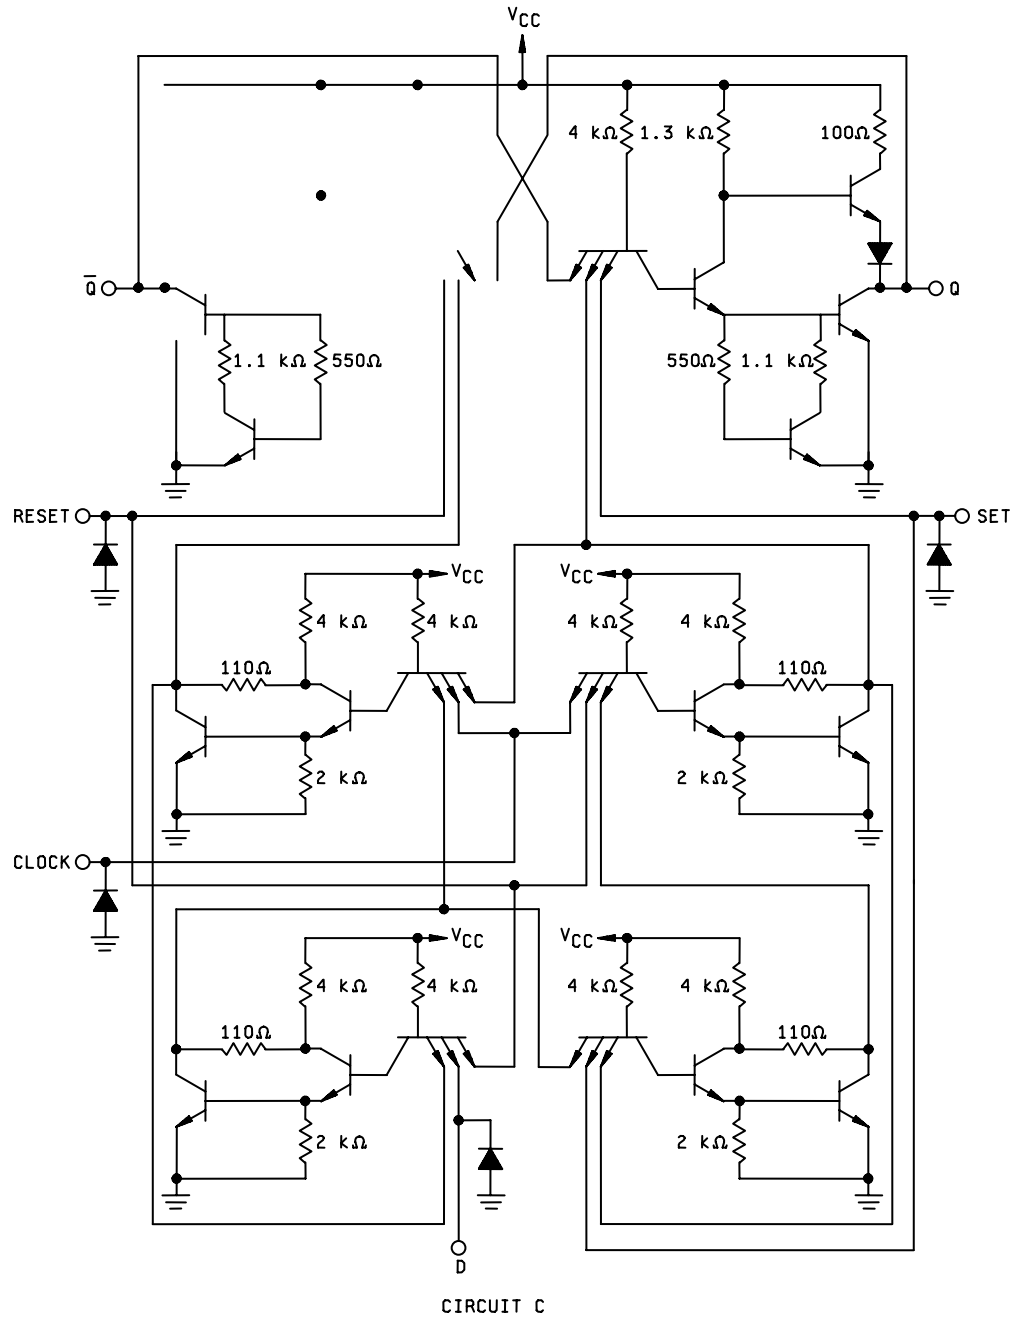 VCC
4 kΩ 1.3 kΩ 100Ω
Q̅ Q
1.1 kΩ 550Ω 550Ω 1.1 kΩ
RESET SET
VCC VCC
4 kΩ 4 kΩ 4 kΩ 4 kΩ
110Ω 110Ω
2 kΩ 2 kΩ
CLOCK
VCC VCC
4 kΩ 4 kΩ 4 kΩ 4 kΩ
110Ω 110Ω
2 kΩ 2 kΩ
D
CIRCUIT C